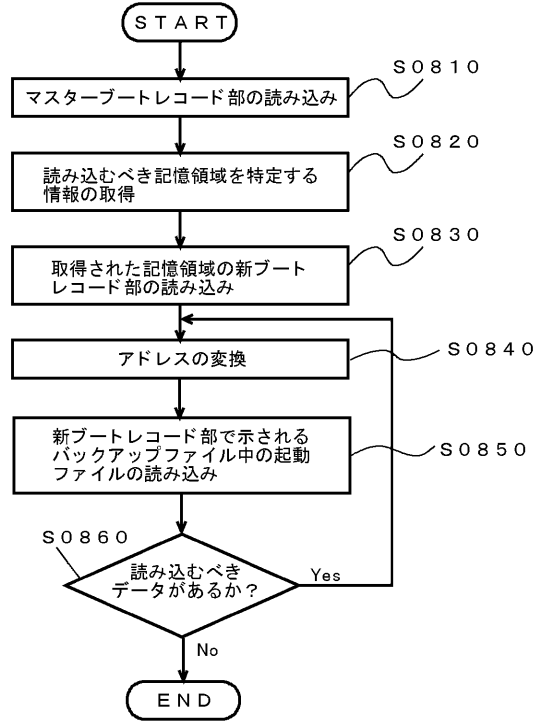 ＳＴＡＲＴ
Ｓ０８１０
マスターブートレコード部の読み込み
Ｓ０８２０
読み込むべき記憶領域を特定する
情報の取得
Ｓ０８３０
取得された記憶領域の新ブート
レコード部の読み込み
アドレスの変換
Ｓ０８４０
新ブートレコード部で示される
バックアップファイル中の起動
ファイルの読み込み
Ｓ０８５０
Ｓ０８６０
読み込むべき
データがあるか？
Yes
No
ＥＮＤ